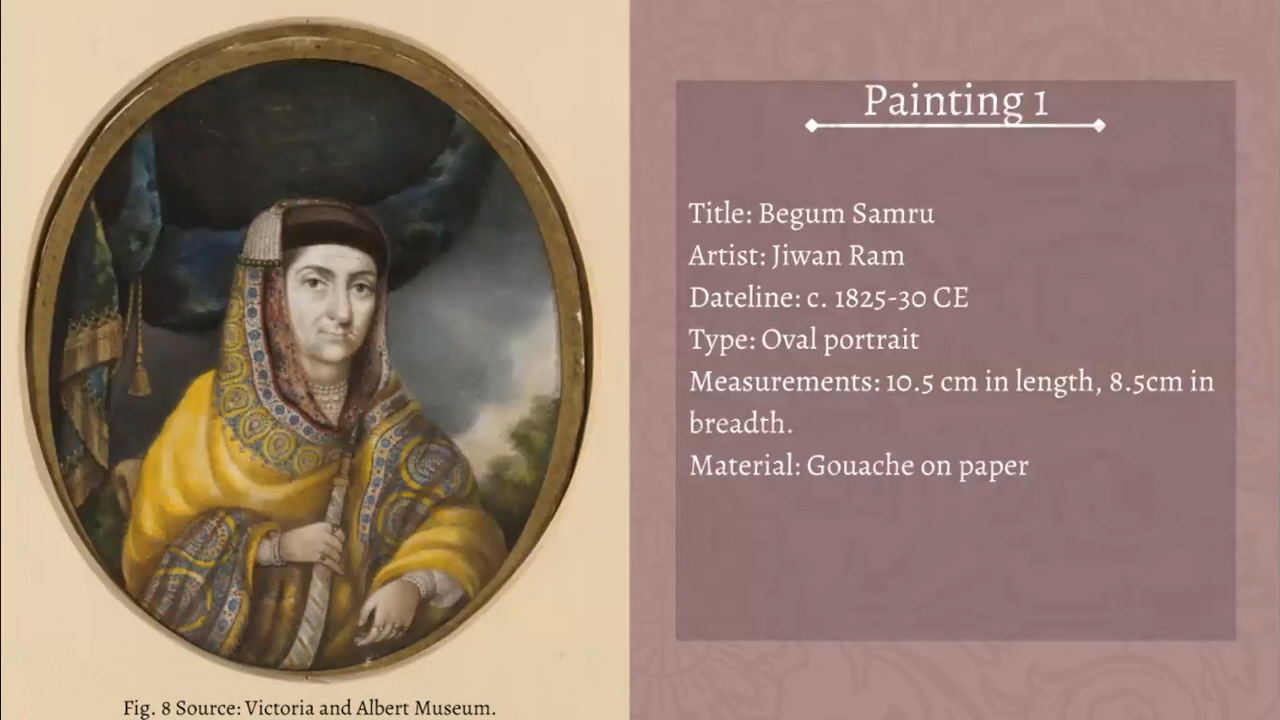 Painting 1
Title: Begum Samru
Artist: Jiwan Ram
Dateline: c. 1825-30 CE
Type: Oval portrait
Measurements: 10.5 cm in length, 8.5cm in
breadth.
Material: Gouache on paper
Fig. 8 Source: Victoria and Albert Museum.